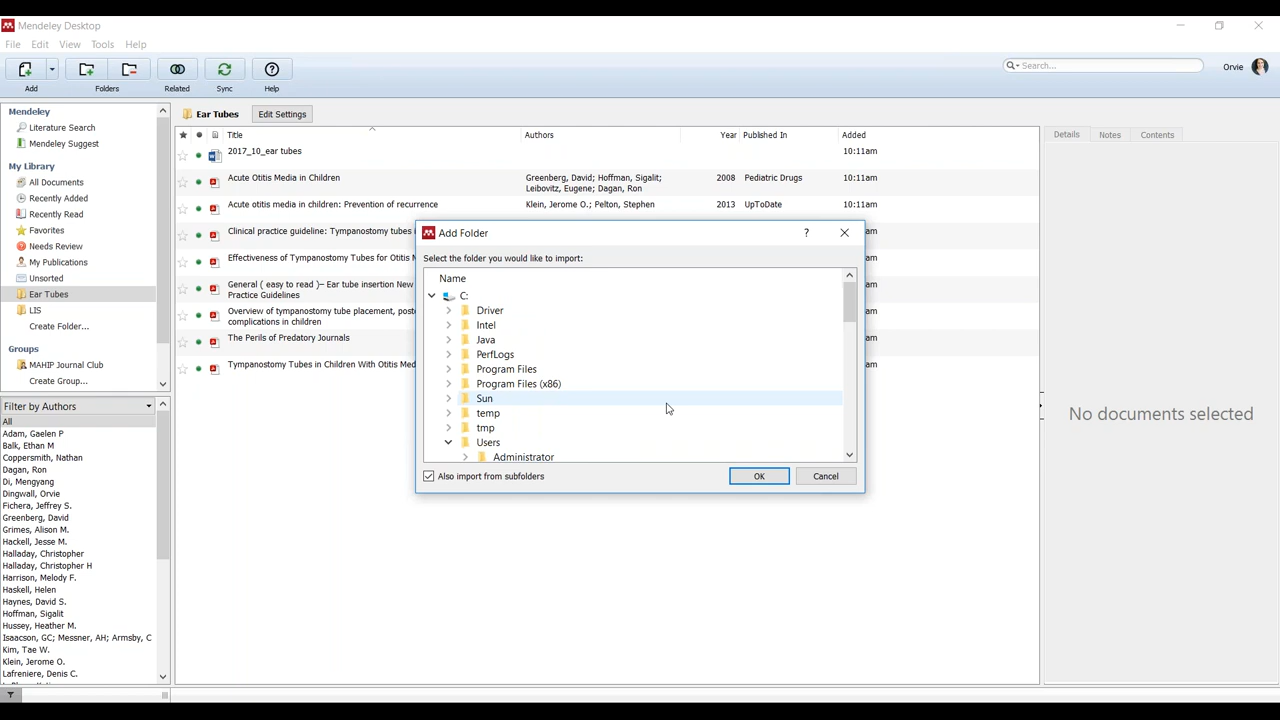 Mendeley Desktop
File Edit View Tools Help
Search...
Orvie
Add Folders Related Sync Help
Mendeley
Literature Search
Mendeley Suggest
My Library
All Documents
Recently Added
Recently Read
Favorites
Needs Review
My Publications
Unsorted
Ear Tubes
LIS
Create Folder...
Groups
MAHIP Journal Club
Create Group...
Filter by Authors
All
Adam, Gaelen P
Balk, Ethan M
Coppersmith, Nathan
Dagan, Ron
Di, Mengyang
Dingwall, Orvie
Fichera, Jeffrey S.
Greenberg, David
Grimes, Alison M.
Hackell, Jesse M.
Halladay, Christopher
Halladay, Christopher H
Harrison, Melody F.
Haskell, Helen
Haynes, David S.
Hoffman, Sigalit
Hussey, Heather M.
Isaacson, GC; Messner, AH; Armsby, C
Kim, Tae W.
Klein, Jerome O.
Lafreniere, Denis C.
Ear Tubes Edit Settings
Title Authors Year Published In Added
2017_10_ear tubes 10:11am
Acute Otitis Media in Children Greenberg, David; Hoffman, Sigalit; 2008 Pediatric Drugs 10:11am
Leibovitz, Eugene; Dagan, Ron
Acute otitis media in children: Prevention of recurrence Klein, Jerome O.; Pelton, Stephen 2013 UpToDate 10:11am
Clinical practice guideline: Tympanostomy tubes i am
Effectiveness of Tympanostomy Tubes for Otitis M am
General ( easy to read )– Ear tube insertion New am
Practice Guidelines
Overview of tympanostomy tube placement, post am
complications in children
The Perils of Predatory Journals am
Tympanostomy Tubes in Children With Otitis Med am
Add Folder ?
Select the folder you would like to import:
Name
C:
Driver
Intel
Java
PerfLogs
Program Files
Program Files (x86)
Sun
temp
tmp
Users
Administrator
Also import from subfolders OK Cancel
Details Notes Contents
No documents selected